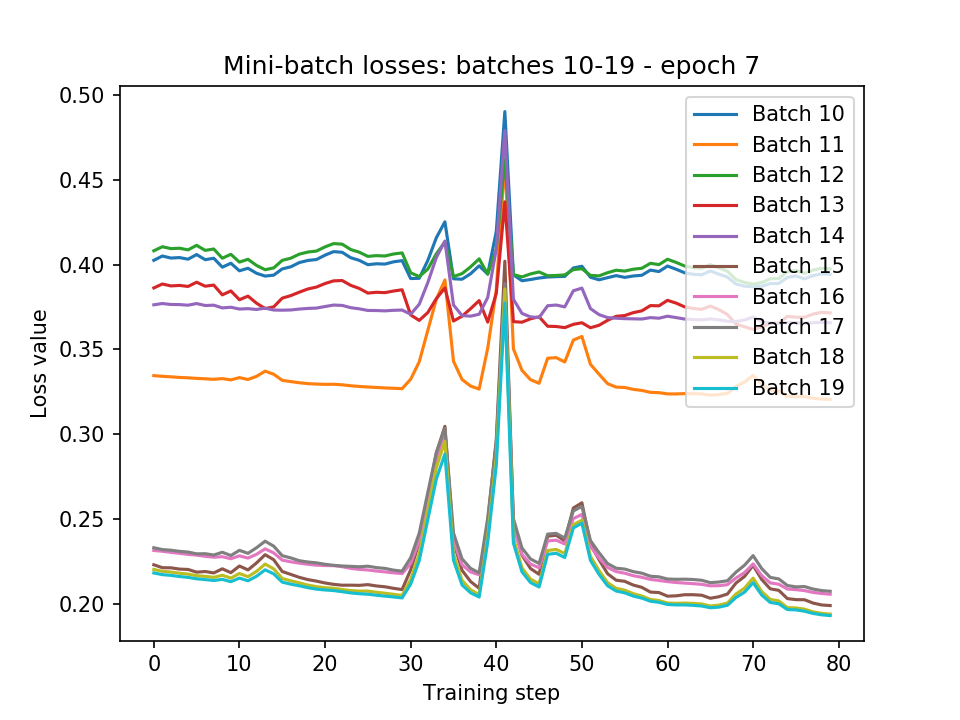 Mini-batch losses: batches 10-19 - epoch 7
0.50
0.45
0.40
0.35
0.30
0.25
0.20
Loss value
Batch 10
Batch 11
Batch 12
Batch 13
Batch 14
Batch 15
Batch 16
Batch 17
Batch 18
Batch 19
0 10 20 30 40 50 60 70 80
Training step